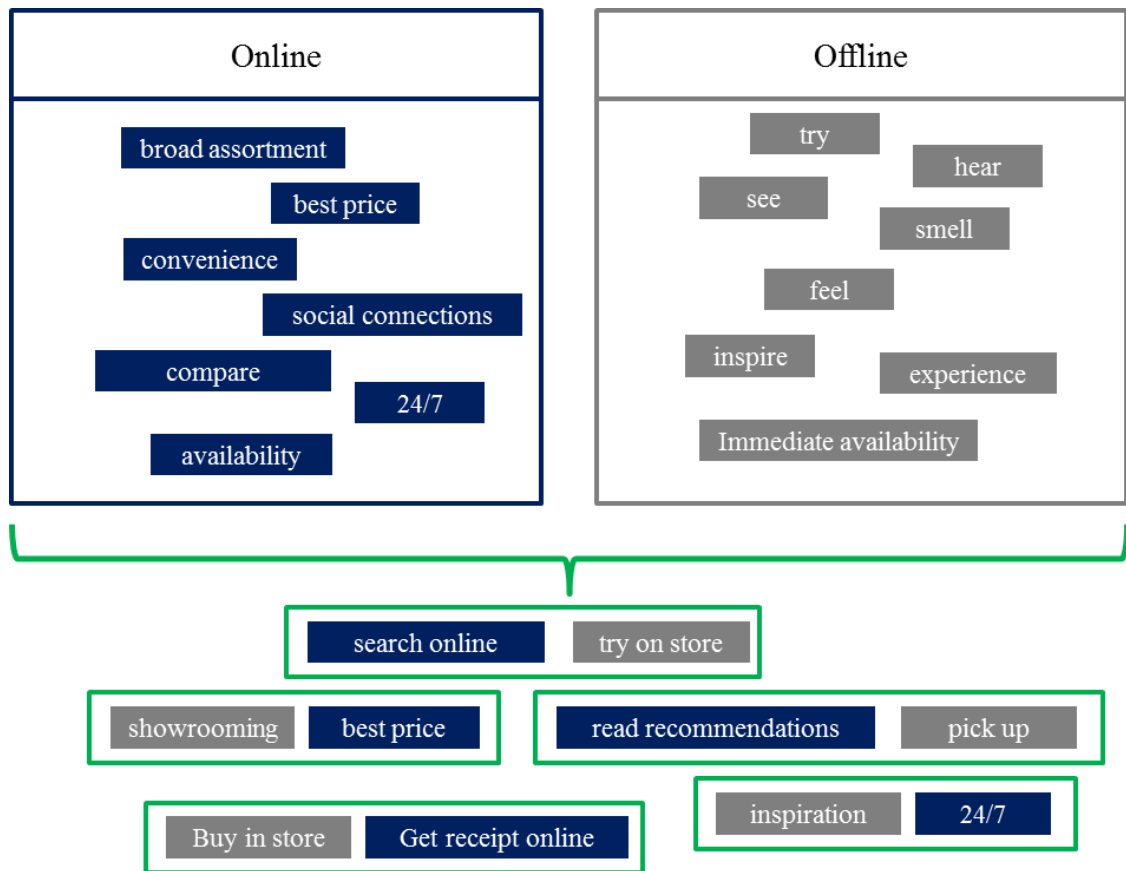 Online
broad assortment
best price
convenience
social connections
compare
24/7
availability
Offline
try
hear
see
smell
feel
inspire
experience
Immediate availability
search online
try on store
showrooming
best price
read recommendations
pick up
inspiration
24/7
Buy in store
Get receipt online